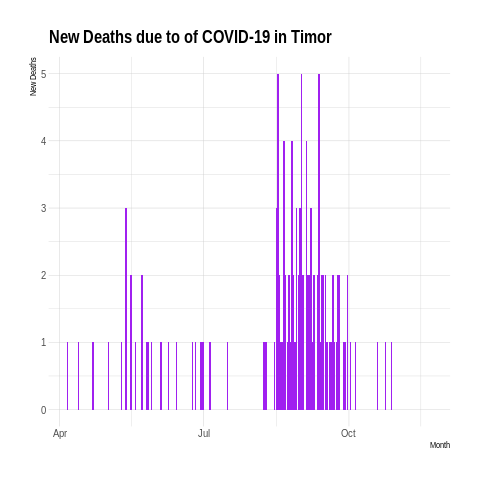 New Deaths due to of COVID-19 in Timor
New Deaths
5
4
3
2
1
0
Apr
Jul
Oct
Month